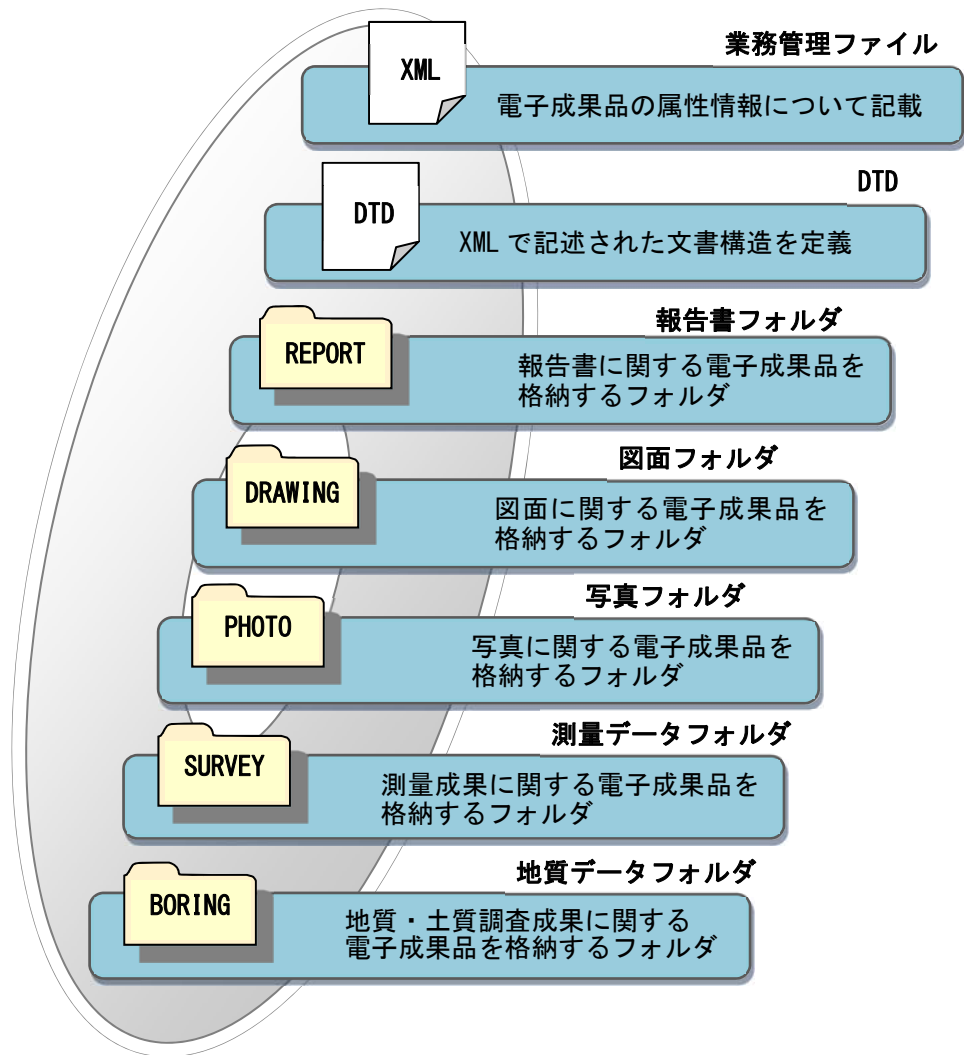 業務管理ファイル
XML
電子成果品の属性情報について記載
DTD
DTD
XML で記述された文書構造を定義
報告書フォルダ
REPORT
報告書に関する電子成果品を
格納するフォルダ
図面フォルダ
DRAWING
図面に関する電子成果品を
格納するフォルダ
写真フォルダ
PHOTO
写真に関する電子成果品を
格納するフォルダ
測量データフォルダ
SURVEY
測量成果に関する電子成果品を
格納するフォルダ
地質データフォルダ
BORING
地質・土質調査成果に関する
電子成果品を格納するフォルダ